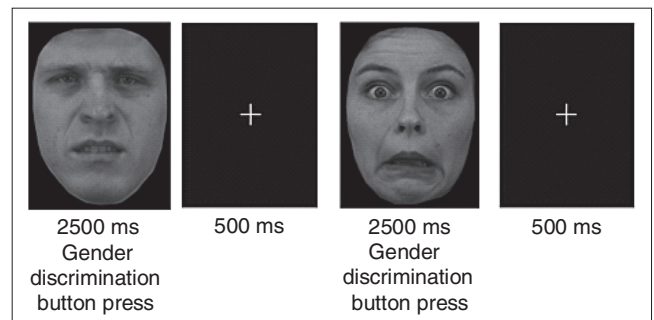 2500 ms
Gender
discrimination
button press
500 ms
2500 ms
Gender
discrimination
button press
500 ms